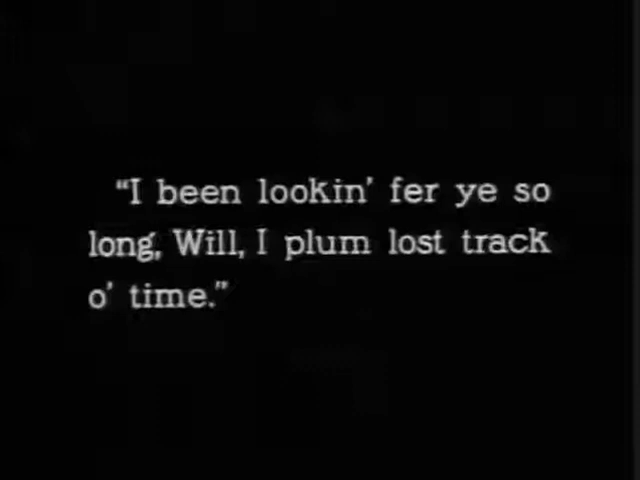 "I been lookin' fer ye so
long, Will, I plum lost track
o' time."